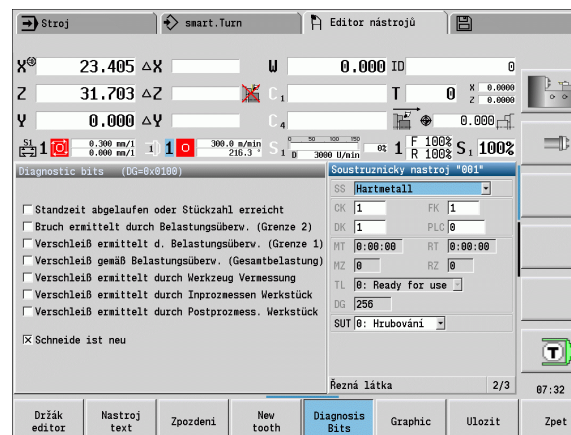 Stroj smart.Turn Editor nástrojů
X 23.405 △X W 0.000 ID 0
Z 31.703 △Z C1 T 0 X 0.0000 Z 0.0000
Y 0.000 △Y C4 0.000
S1 1 0.300 mm/1 0.000 mm/1 1 1 300.0 m/min 216.3 ° S1 0 50 100 150 0% D 3000 U/min 1 F 100% R 100% S1 100%
Diagnostic bits (DG=0x0100)
Standzeit abgelaufen oder Stückzahl erreicht
Bruch ermittelt durch Belastungsüberw. (Grenze 2)
Verschleiß ermittelt d. Belastungsüberw. (Grenze 1)
Verschleiß gemäß Belastungsüberw. (Gesamtbelastung)
Verschleiß ermittelt durch Werkzeug Vermessung
Verschleiß ermittelt durch Inprozmessen Werkstück
Verschleiß ermittelt durch Postprozmess. Werkstück
Schneide ist neu
Soustruznicky nastroj "001"
SS Hartmetall
CK 1 FK 1
DK 1 PLC 0
MT 0:00:00 RT 0:00:00
MZ 0 RZ 0
TL 0: Ready for use
DG 256
SUT 0: Hrubování
Řezná látka 2/3
T
07:32
Držák editor
Nastroj text
Zpozdeni
New tooth
Diagnosis Bits
Graphic
Ulozit
Zpet